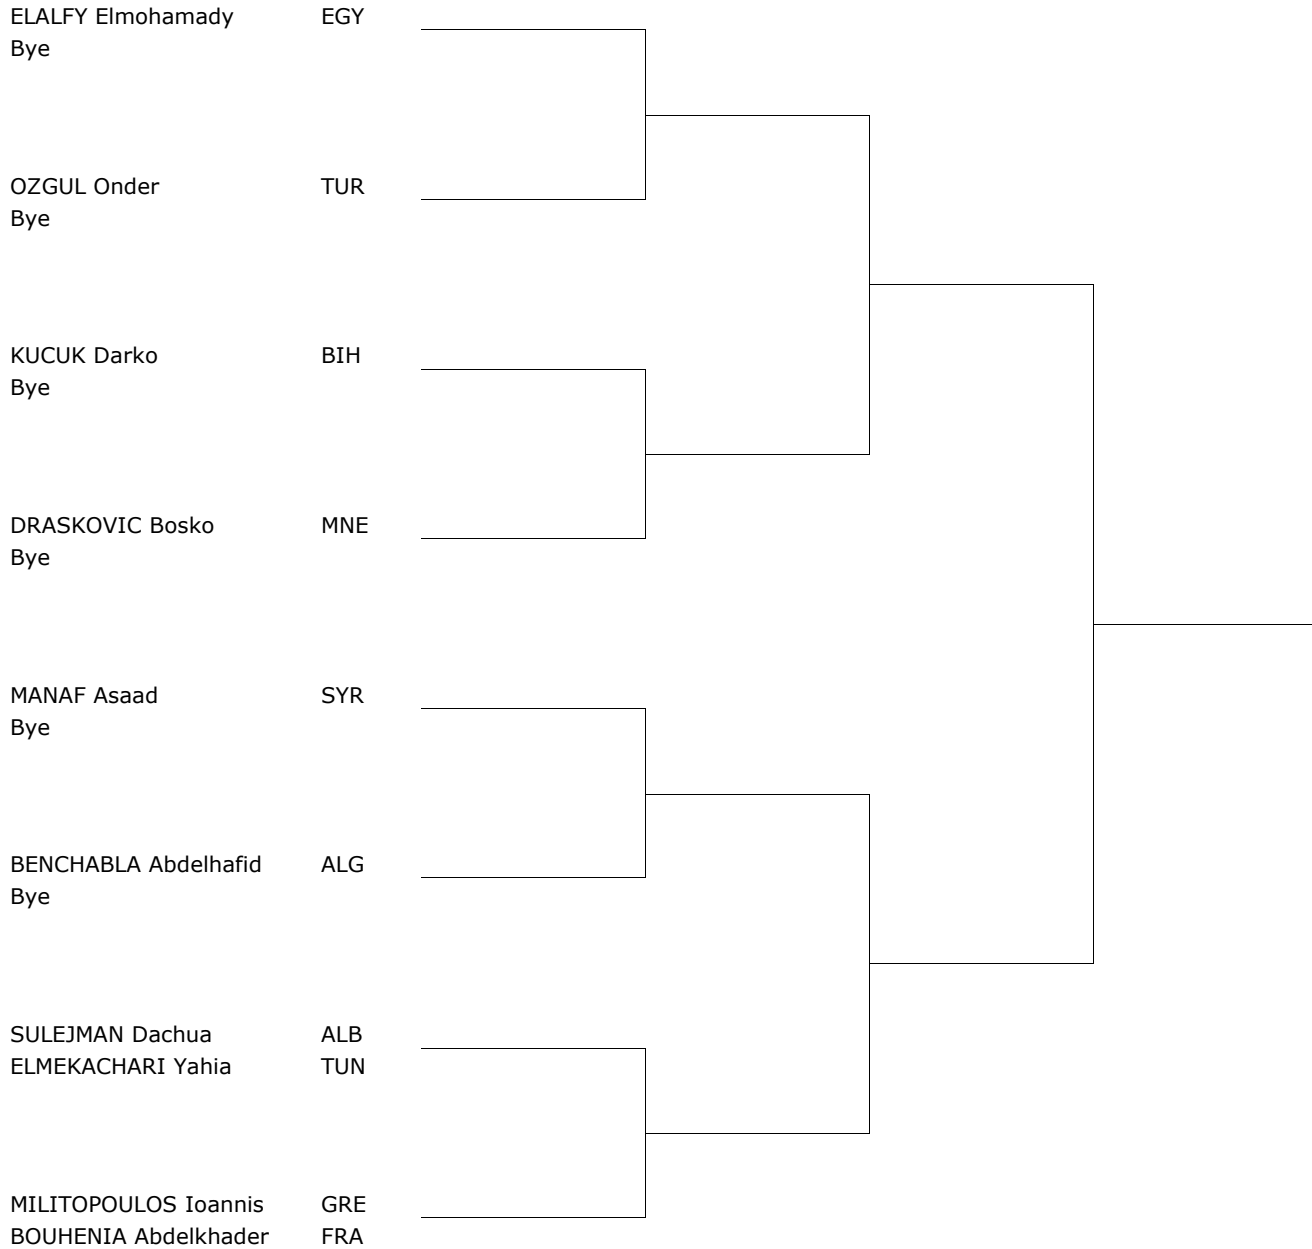 ELALFY Elmohamady EGY
Bye
OZGUL Onder TUR
Bye
KUCUK Darko BIH
Bye
DRASKOVIC Bosko MNE
Bye
MANAF Asaad SYR
Bye
BENCHABLA Abdelhafid ALG
Bye
SULEJMAN Dachua ALB
ELMEKACHARI Yahia TUN
MILITOPOULOS Ioannis GRE
BOUHENIA Abdelkhader FRA